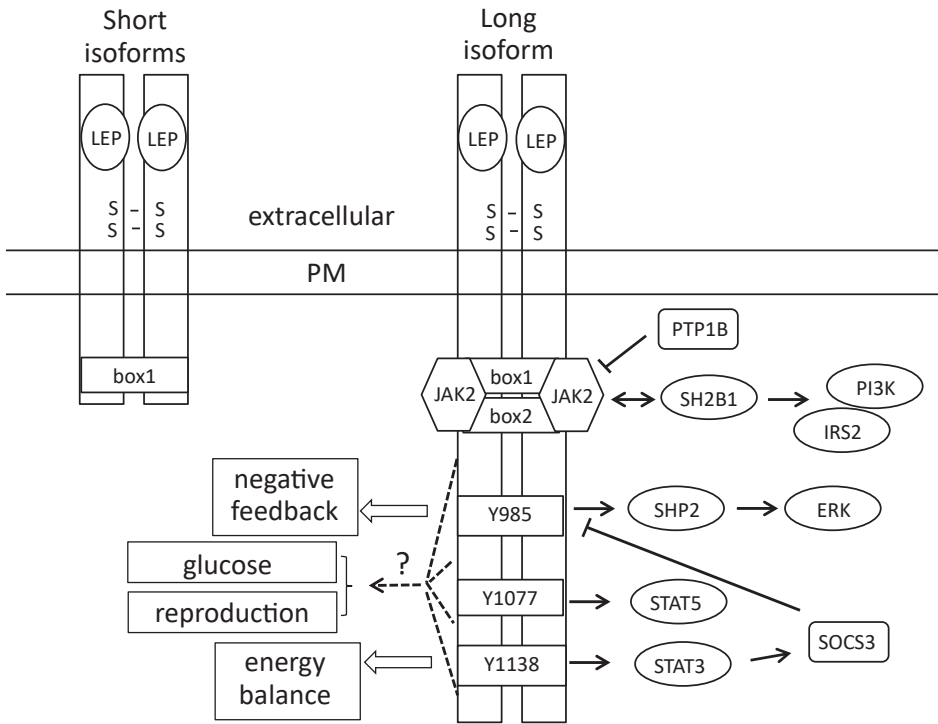 Short
isoforms
Long
isoform
LEP
LEP
LEP
LEP
S – S
S – S
extracellular
S – S
S – S
PM
PTP1B
box1
JAK2
box1
box2
JAK2
SH2B1
PI3K
IRS2
negative
feedback
Y985
SHP2
ERK
glucose
?
reproduction
Y1077
STAT5
energy
balance
Y1138
STAT3
SOCS3